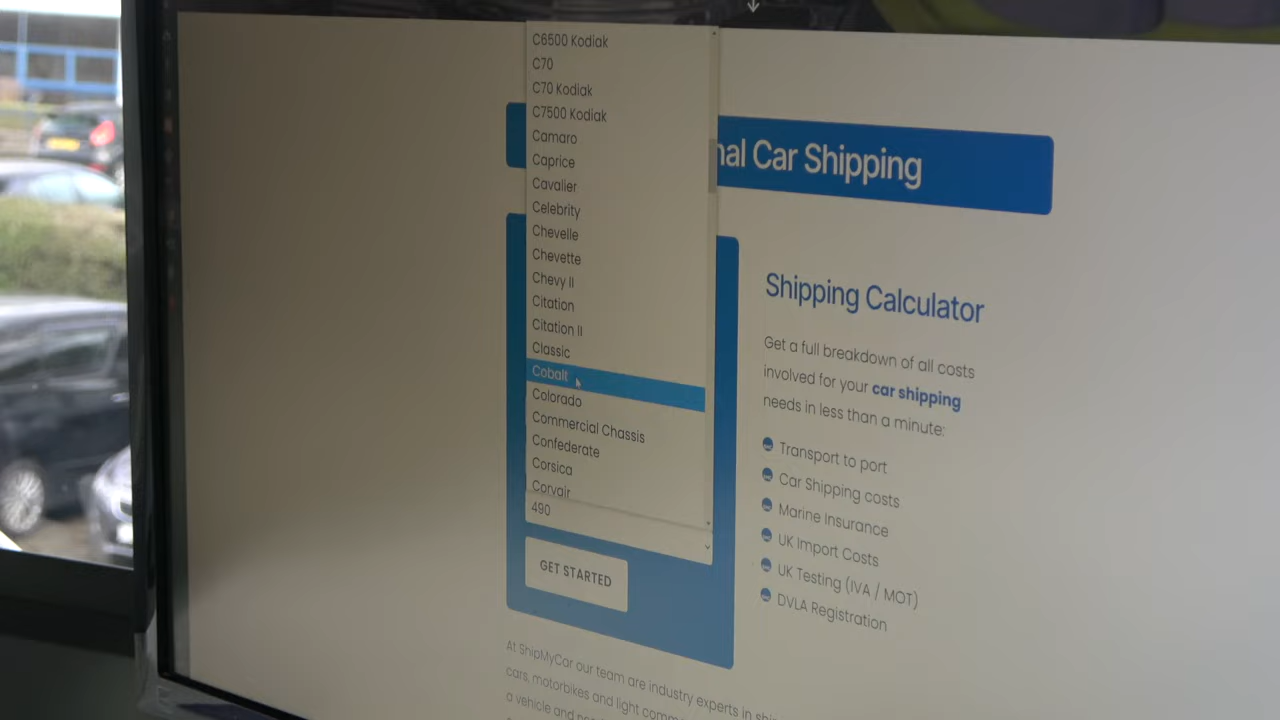 C6500 Kodiak
C70
C70 Kodiak
C7500 Kodiak
Camaro
Caprice
Cavalier
Celebrity
Chevelle
Chevette
Chevy II
Citation
Citation II
Classic
Cobalt
Colorado
Commercial Chassis
Confederate
Corsica
Corvair
490
GET STARTED
nal Car Shipping
Shipping Calculator
Get a full breakdown of all costs
involved for your car shipping
needs in less than a minute:
Transport to port
Car Shipping costs
Marine Insurance
UK Import Costs
UK Testing (IVA / MOT)
DVLA Registration
At ShipMyCar our team are industry experts in
cars, motorbikes and light
a vehicle and